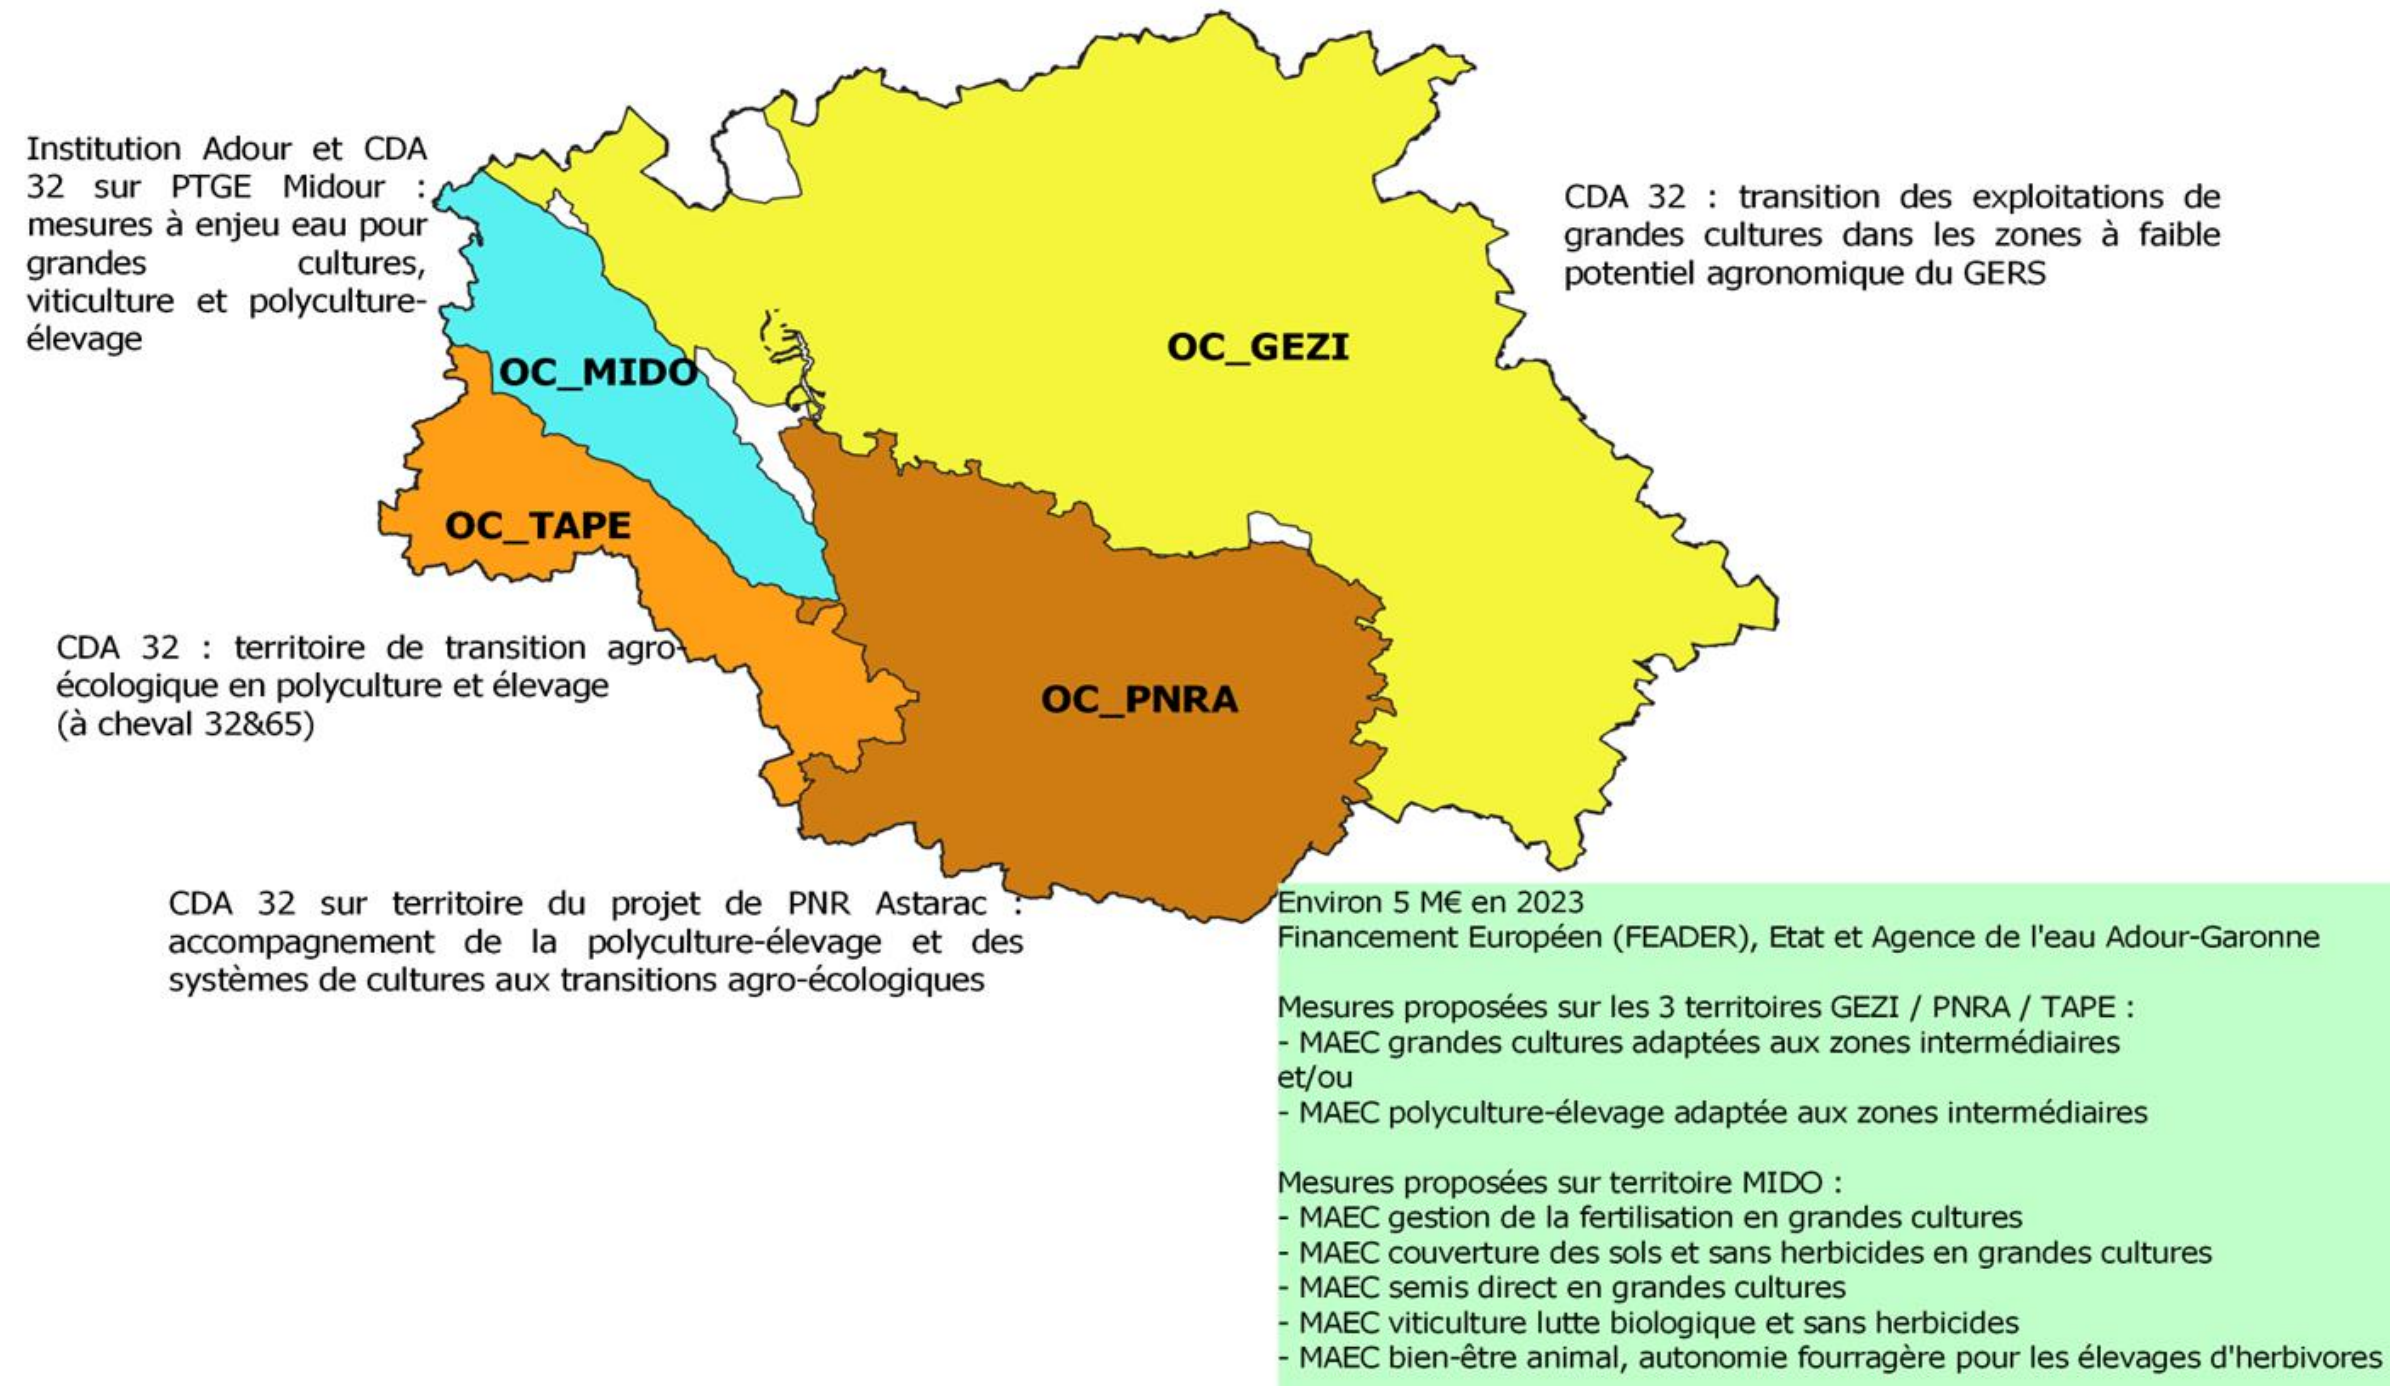 Institution Adour et CDA
32 sur PTGE Midour :
mesures à enjeu eau pour
grandes cultures,
viticulture et polyculture-
élevage
CDA 32 : transition des exploitations de
grandes cultures dans les zones à faible
potentiel agronomique du GERS
OC_GEZI
OC_MIDO
OC_TAPE
OC_PNRA
CDA 32 : territoire de transition agro-
écologique en polyculture et élevage
(à cheval 32&65)
CDA 32 sur territoire du projet de PNR Astarac :
accompagnement de la polyculture-élevage et des
systèmes de cultures aux transitions agro-écologiques
Environ 5 M€ en 2023
Financement Européen (FEADER), Etat et Agence de l'eau Adour-Garonne
Mesures proposées sur les 3 territoires GEZI / PNRA / TAPE :
- MAEC grandes cultures adaptées aux zones intermédiaires
et/ou
- MAEC polyculture-élevage adaptée aux zones intermédiaires
Mesures proposées sur territoire MIDO :
- MAEC gestion de la fertilisation en grandes cultures
- MAEC couverture des sols et sans herbicides en grandes cultures
- MAEC semis direct en grandes cultures
- MAEC viticulture lutte biologique et sans herbicides
- MAEC bien-être animal, autonomie fourragère pour les élevages d'herbivores